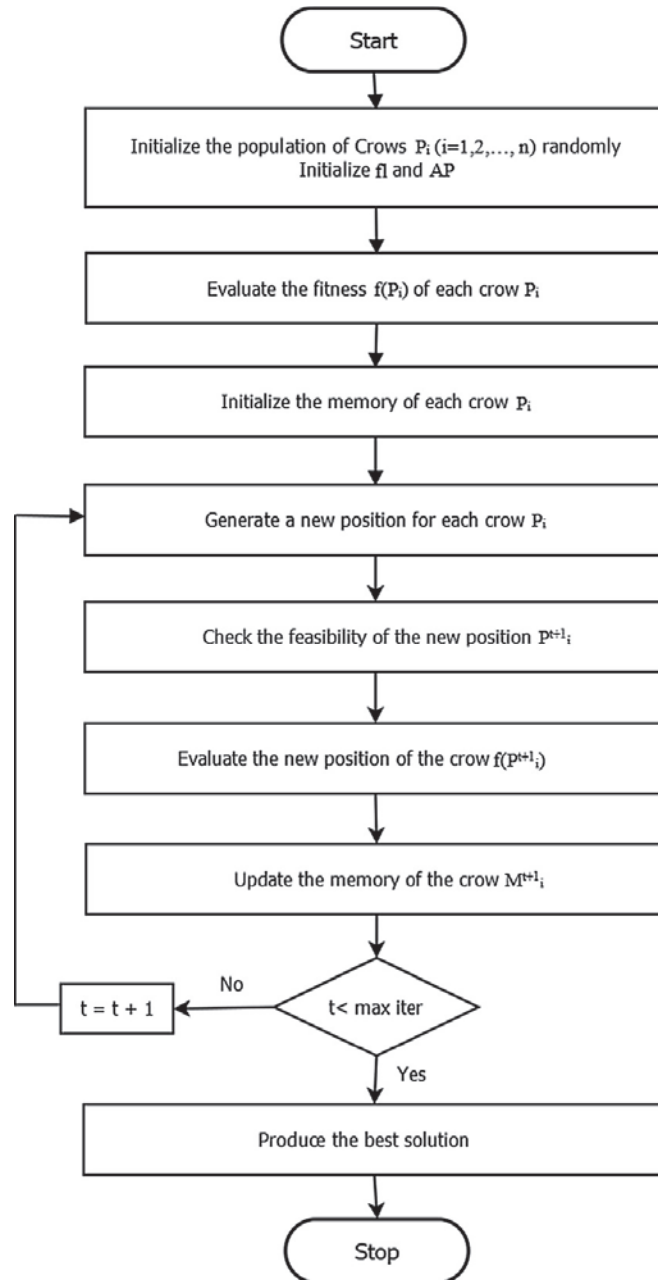 Start
Initialize the population of Crows Pᵢ (i=1,2,..., n) randomly
Initialize fl and AP
Evaluate the fitness f(Pᵢ) of each crow Pᵢ
Initialize the memory of each crow Pᵢ
Generate a new position for each crow Pᵢ
Check the feasibility of the new position Pᵗ⁺¹ᵢ
Evaluate the new position of the crow f(Pᵗ⁺¹ᵢ)
Update the memory of the crow Mᵗ⁺¹ᵢ
No
t = t + 1
t< max iter
Yes
Produce the best solution
Stop